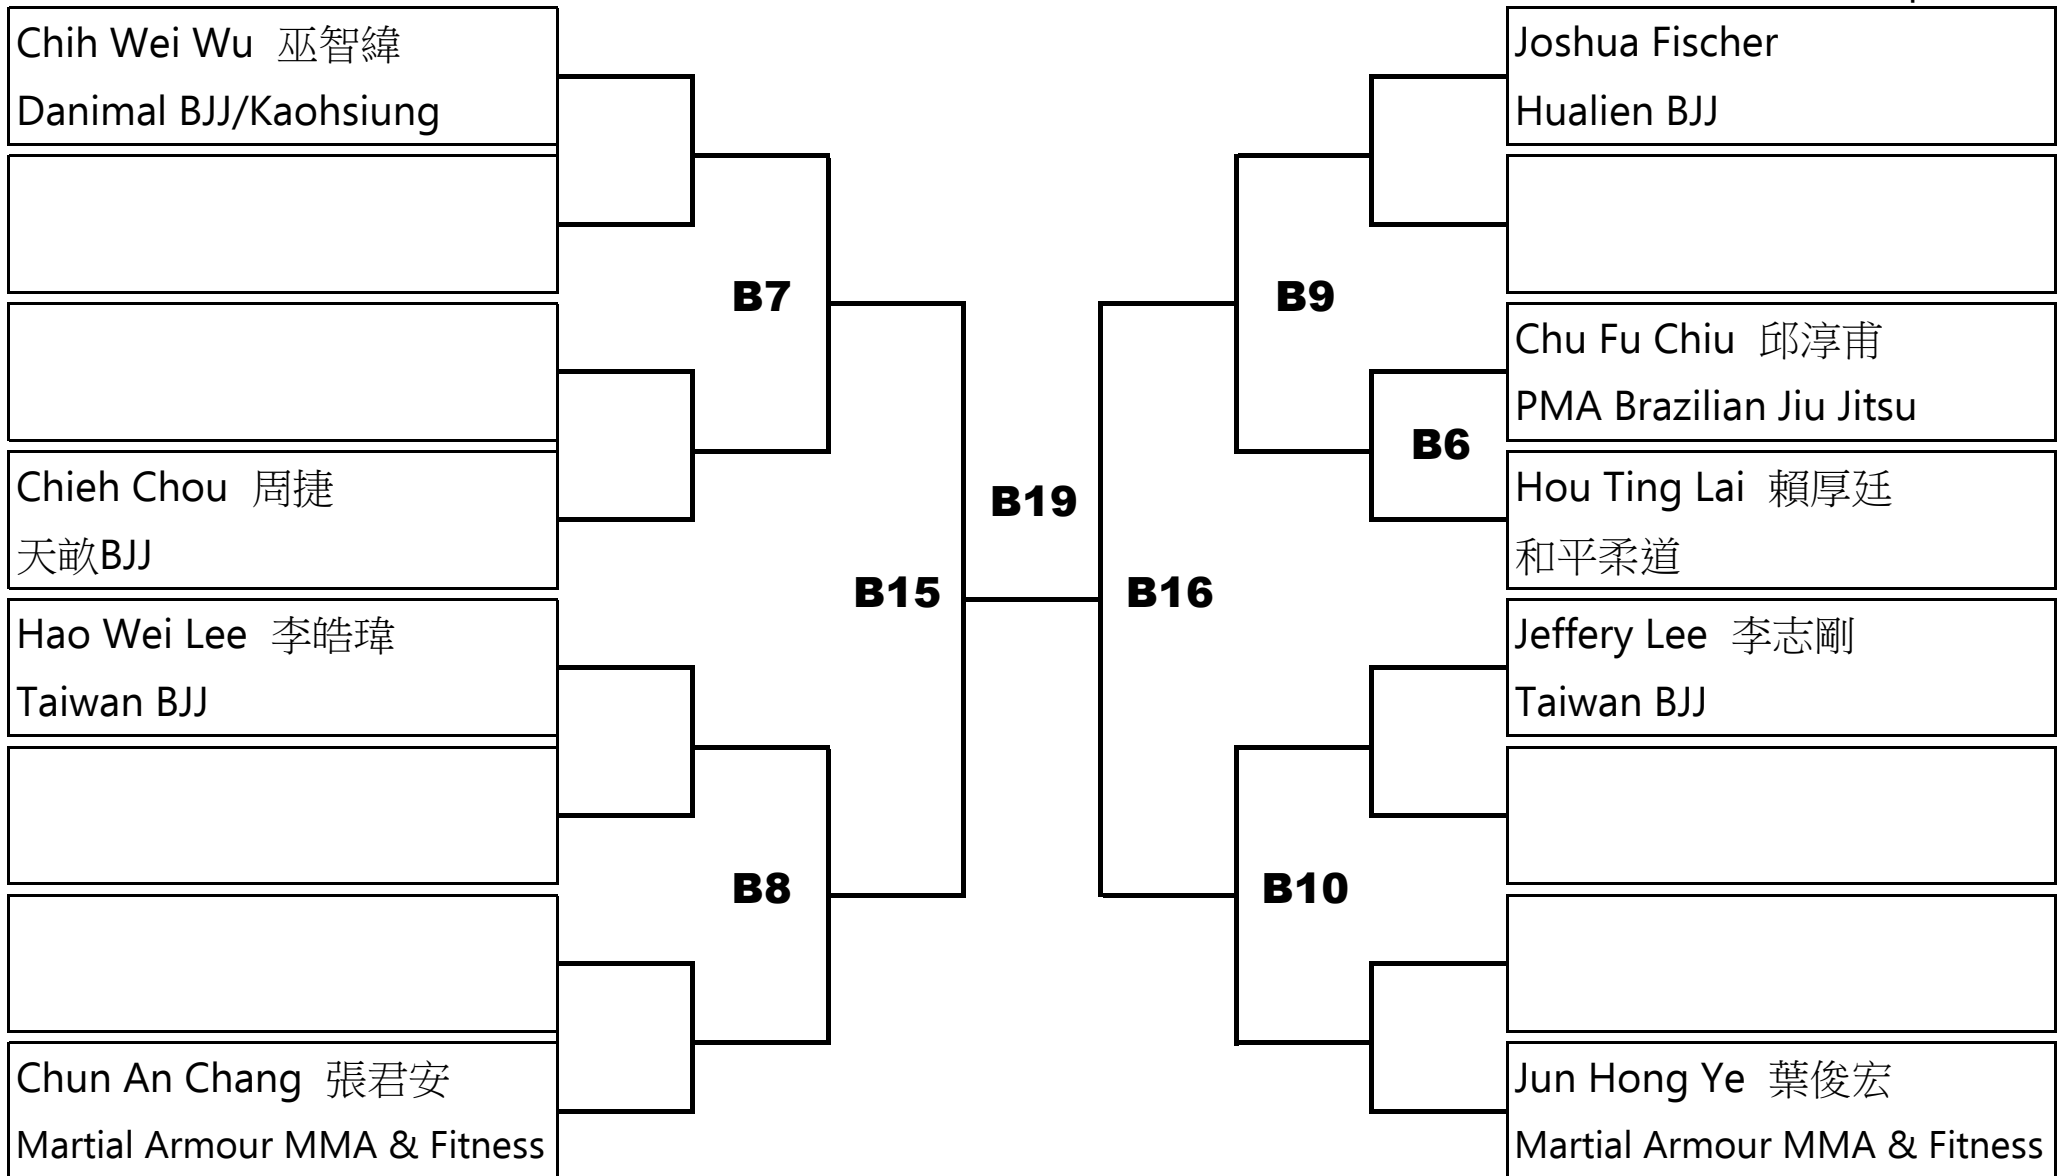 Chih Wei Wu 巫智緯
Danimal BJJ/Kaohsiung
Chieh Chou 周捷
天畝BJJ
Hao Wei Lee 李皓瑋
Taiwan BJJ
Chun An Chang 張君安
Martial Armour MMA & Fitness
B7
B8
B15
B19
B16
B9
B6
B10
Joshua Fischer
Hualien BJJ
Chu Fu Chiu 邱淳甫
PMA Brazilian Jiu Jitsu
Hou Ting Lai 賴厚廷
和平柔道
Jeffery Lee 李志剛
Taiwan BJJ
Jun Hong Ye 葉俊宏
Martial Armour MMA & Fitness